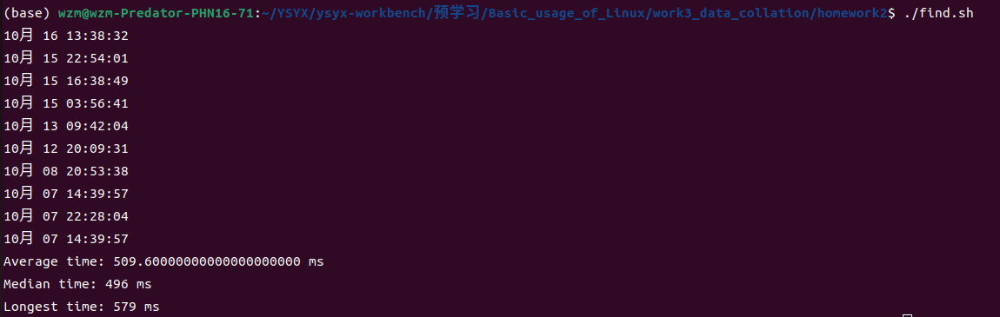 (base) wzm@wzm-Predator-PHN16-71:~/YSYX/ysyx-workbench/预学习/Basic_usage_of_Linux/work3_data_collation/homework2$ ./find.sh
10月 16 13:38:32
10月 15 22:54:01
10月 15 16:38:49
10月 15 03:56:41
10月 13 09:42:04
10月 12 20:09:31
10月 08 20:53:38
10月 07 14:39:57
10月 07 22:28:04
10月 07 14:39:57
Average time: 509.60000000000000000000 ms
Median time: 496 ms
Longest time: 579 ms